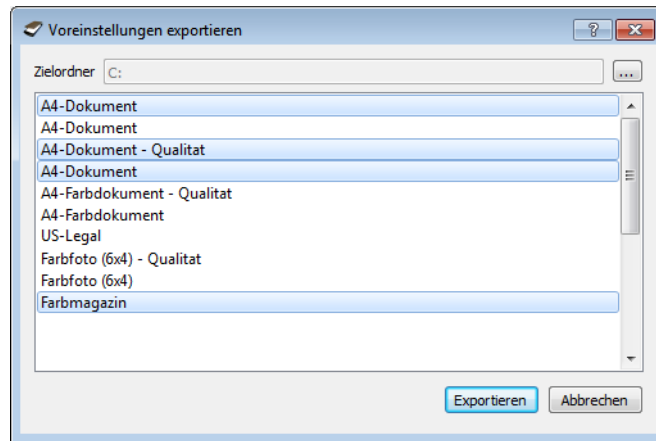 Voreinstellungen exportieren
Zielordner C: ...
A4-Dokument
A4-Dokument
A4-Dokument - Qualitat
A4-Dokument
A4-Farbdokument - Qualitat
A4-Farbdokument
US-Legal
Farbfoto (6x4) - Qualitat
Farbfoto (6x4)
Farbmagazin
Exportieren Abbrechen